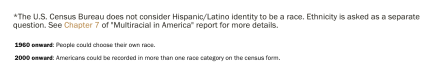 *The U.S. Census Bureau does not consider Hispanic/Latino identity to be a race. Ethnicity is asked as a separate
question. See Chapter 7 of "Multiracial in America" report for more details.
1960 onward: People could choose their own race.
2000 onward: Americans could be recorded in more than one race category on the census form.